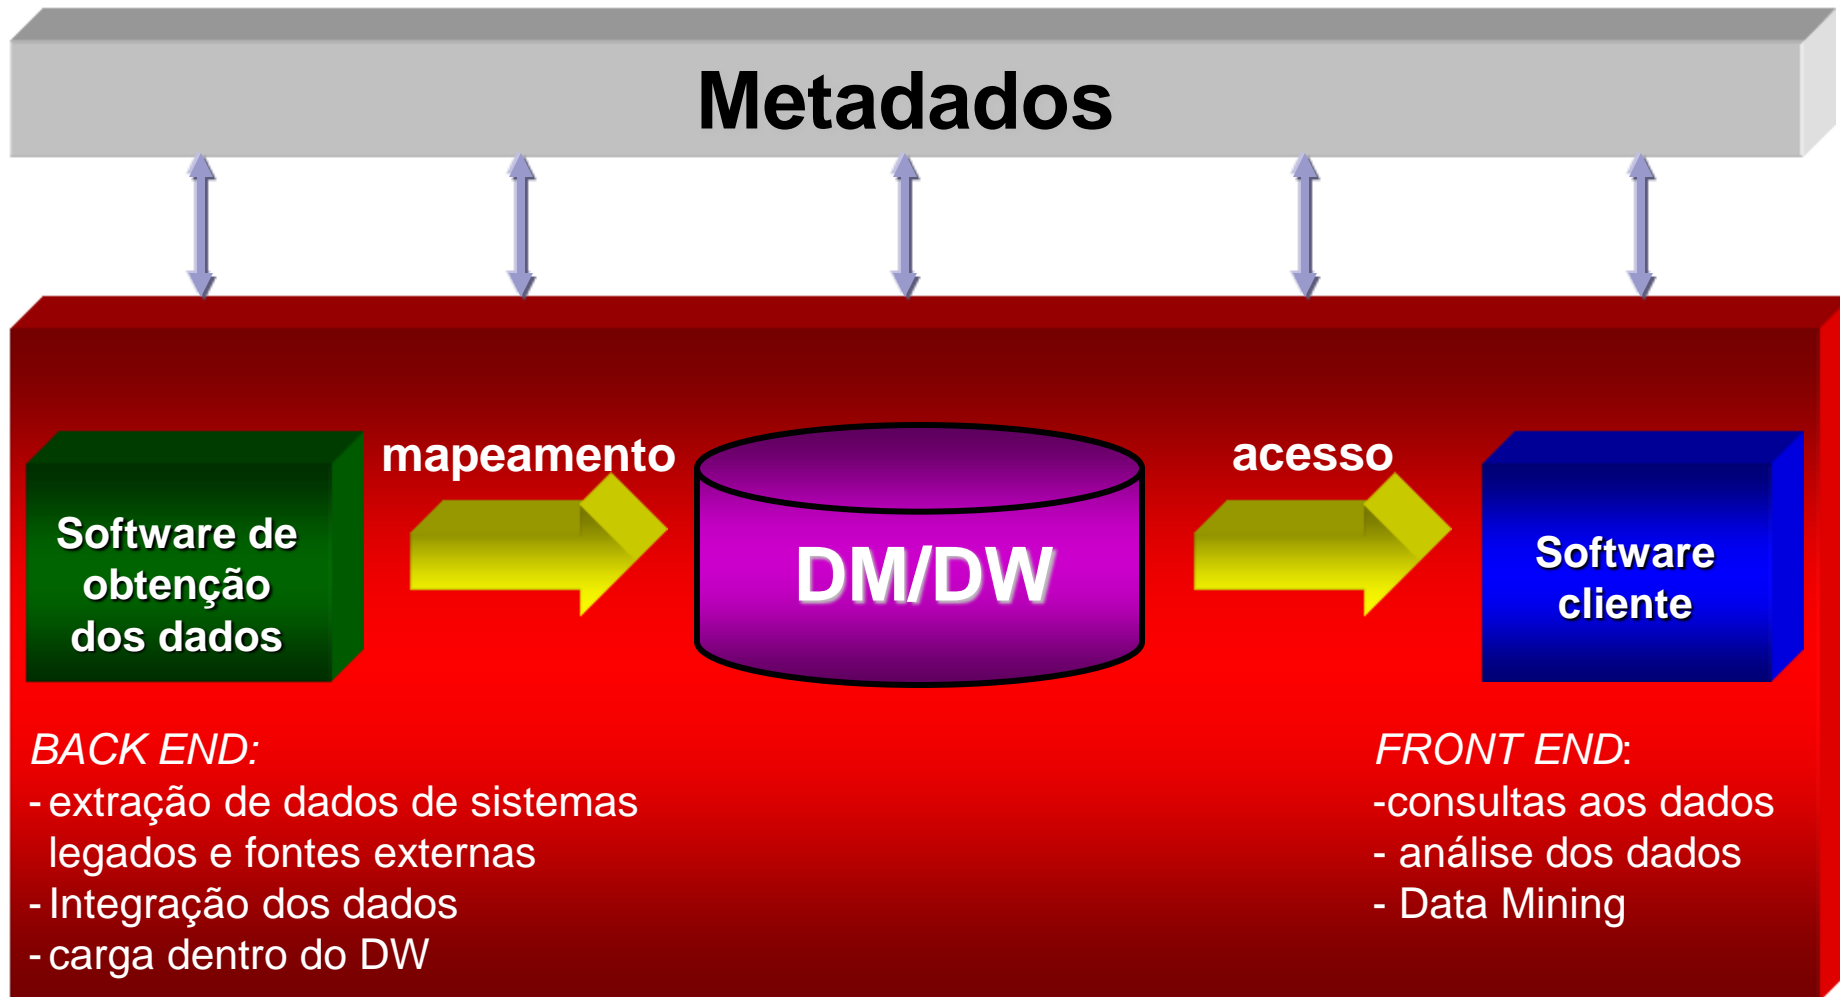 Metadados
mapeamento
acesso
Software de
obtenção
dos dados
DM/DW
Software
cliente
BACK END:
- extração de dados de sistemas
legados e fontes externas
- Integração dos dados
- carga dentro do DW
FRONT END:
-consultas aos dados
- análise dos dados
- Data Mining